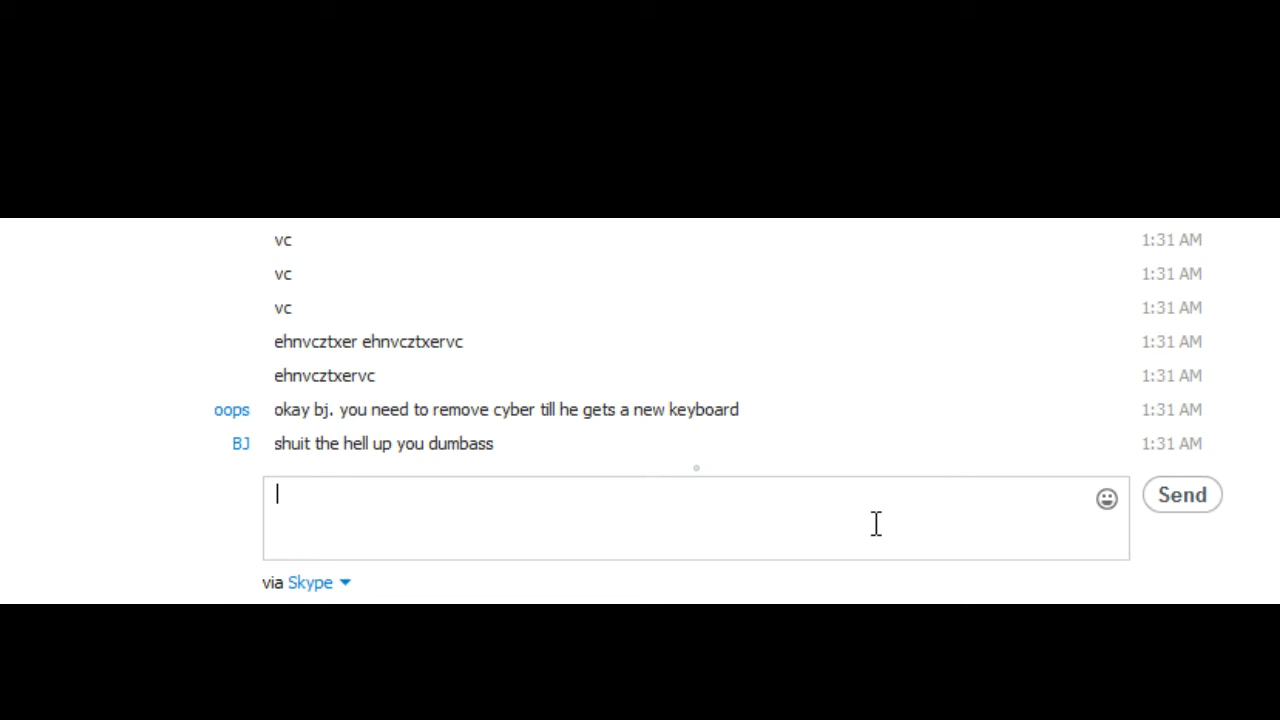 vc 1:31 AM
vc 1:31 AM
vc 1:31 AM
ehnvcztxer ehnvcztxervc 1:31 AM
ehnvcztxervc 1:31 AM
oops okay bj. you need to remove cyber till he gets a new keyboard 1:31 AM
BJ shuit the hell up you dumbass 1:31 AM
Send
via Skype